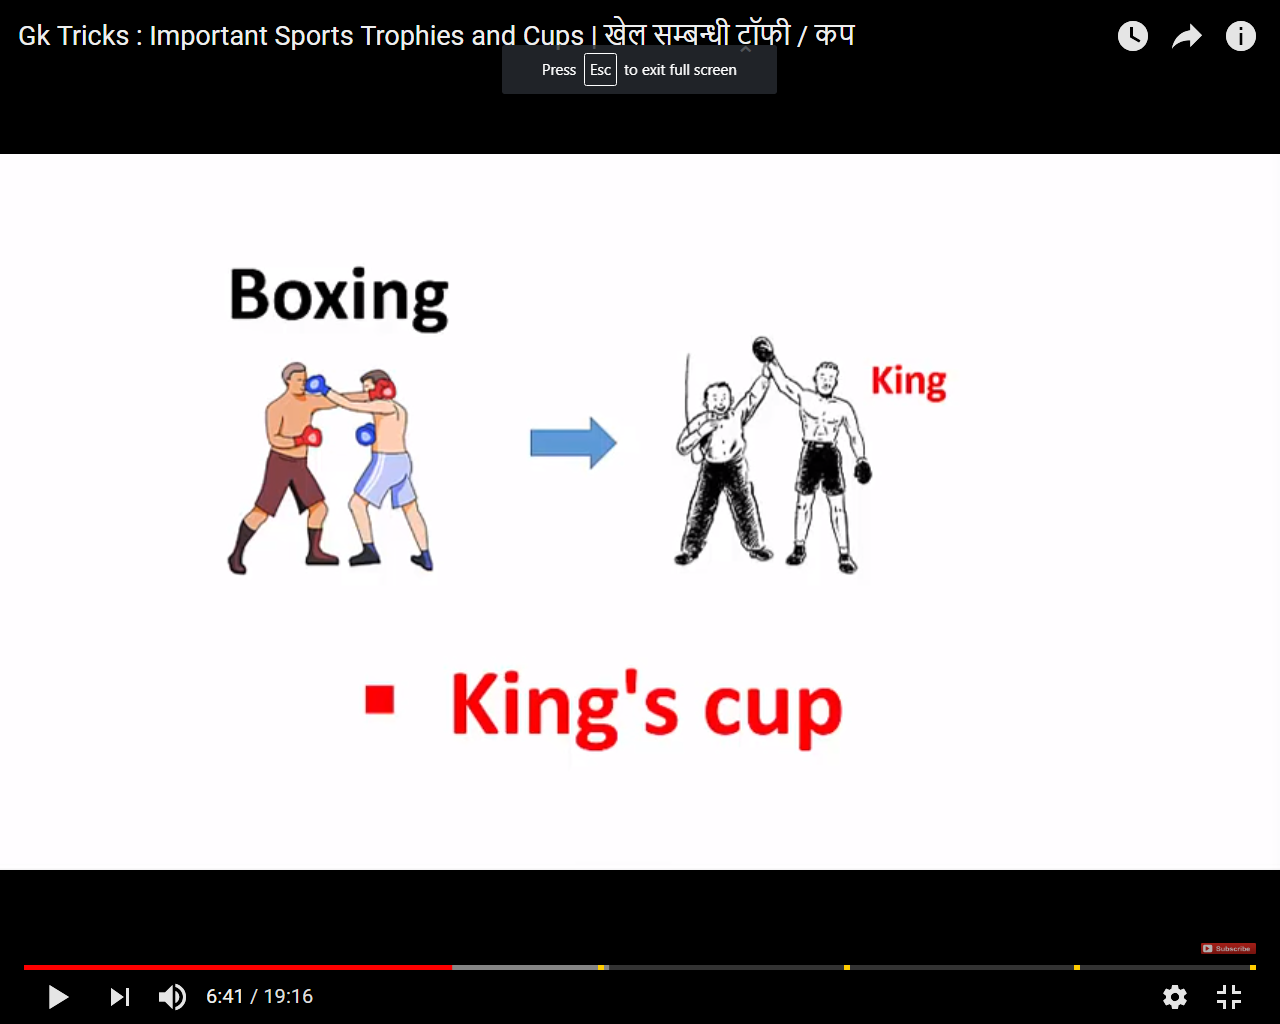 Gk Tricks : Important Sports Trophies and Cups | खेल सम्बन्धी टॉफी / कप
Press Esc to exit full screen
Boxing
King
▪ King's cup
Subscribe
6:41 / 19:16